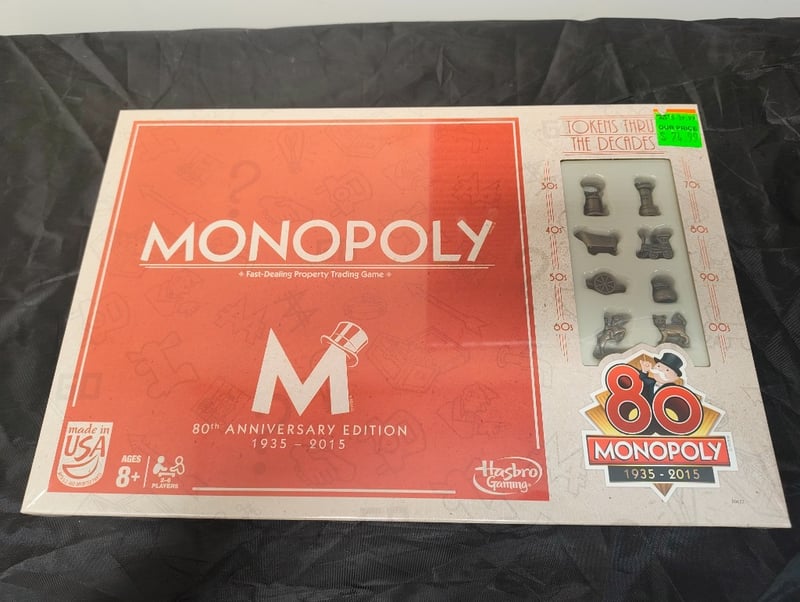 TOKENS THRU
THE DECADES
OUR PRICE
30s
70s
40s
80s
50s
90s
60s
00s
MONOPOLY
Fast-Dealing Property Trading Game
M
80th ANNIVERSARY EDITION
1935 - 2015
made in
USA
AGES
8+
2-8
PLAYERS
Hasbro
Gaming
80
MONOPOLY
1935 - 2015